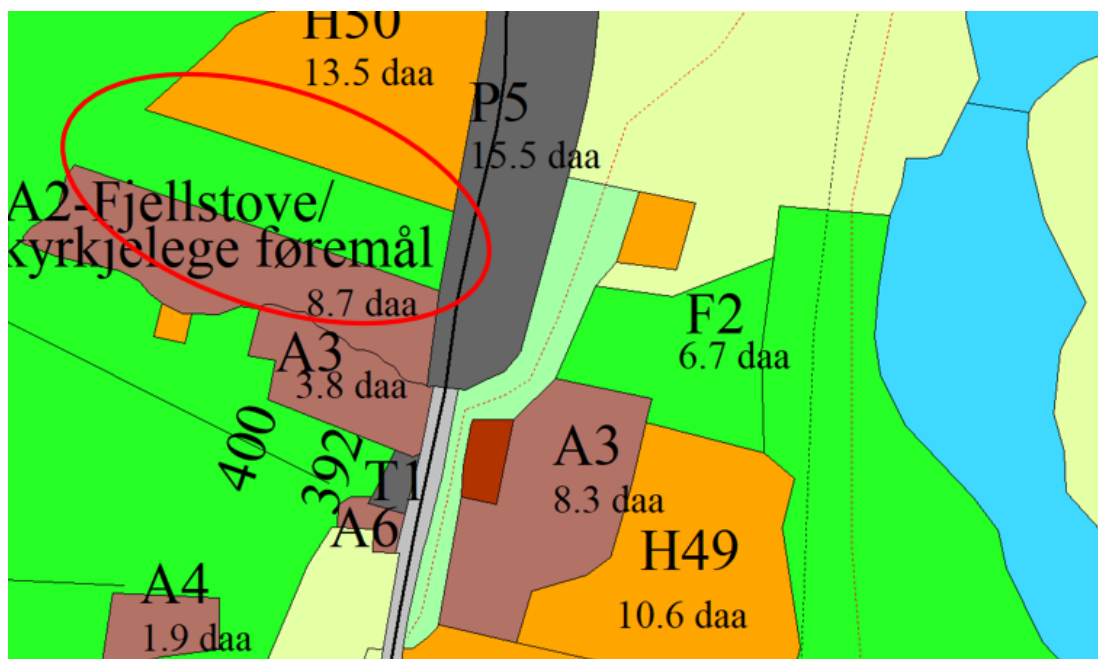 H50
13.5 daa
P5
15.5 daa
A2-Fjellstove/
kyrkjelege føremål
8.7 daa
A3
3.8 daa
F2
6.7 daa
400
392
T1
A6
A3
8.3 daa
H49
10.6 daa
A4
1.9 daa